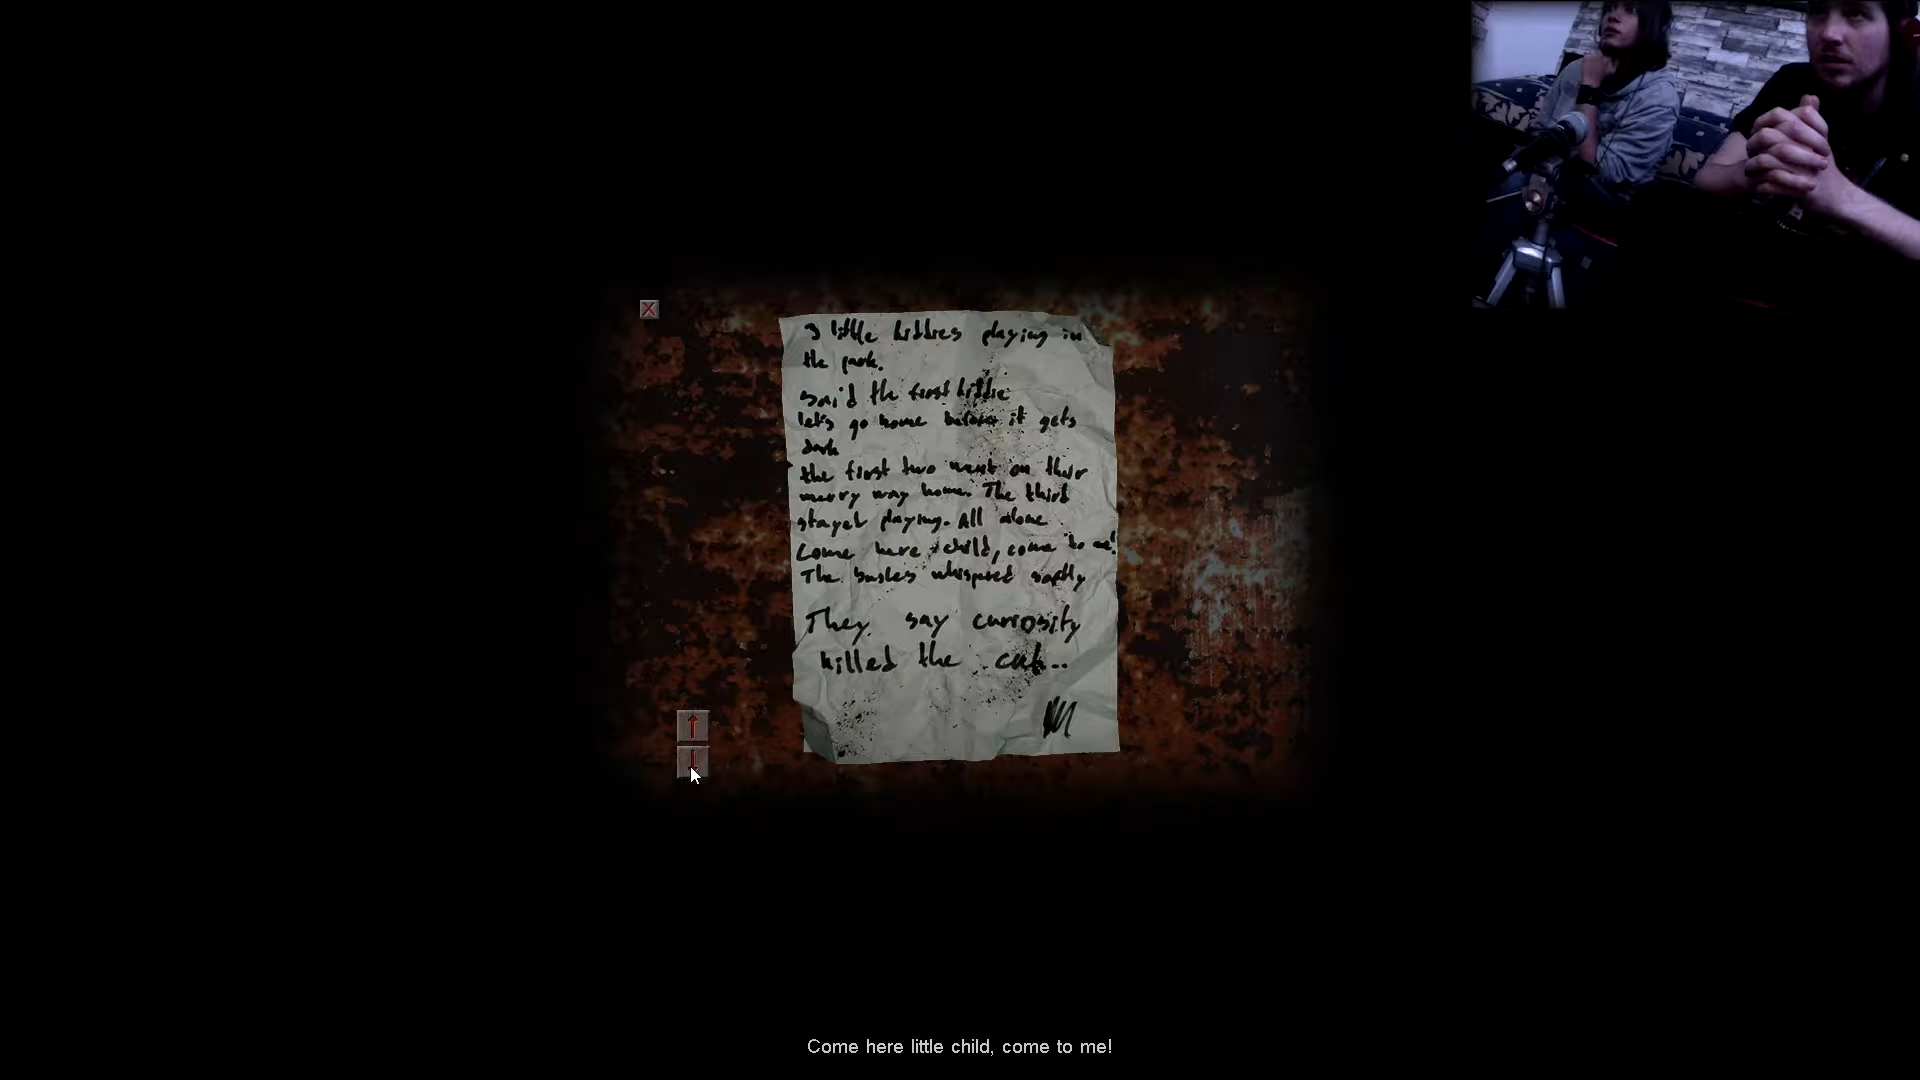 3 little kiddies playing in
the park.
said the first kiddie
let's go home before it gets
dark
the first two went on their
merry way home. The third
stayed playing. All alone
Come here child, come to me!
The bushes whispered softly
They say curiosity
killed the cat..
Come here little child, come to me!